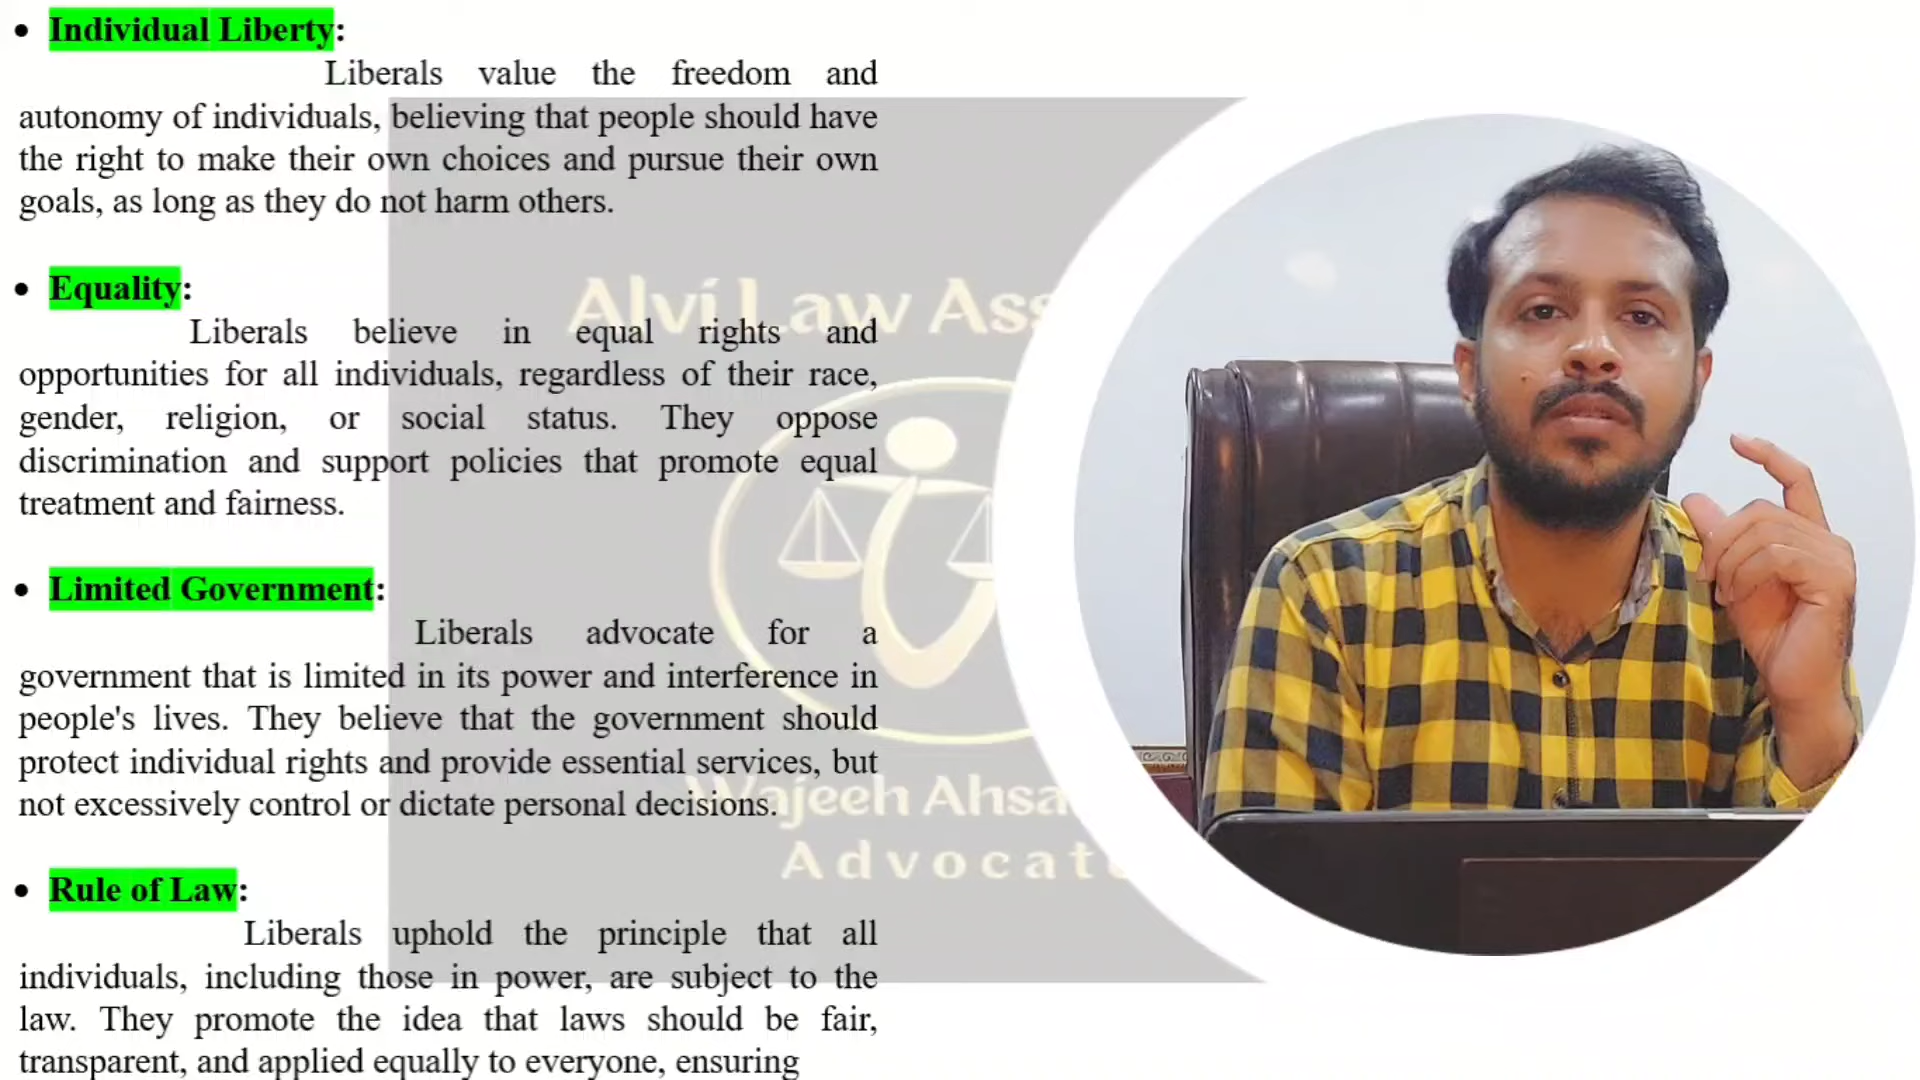 • Individual Liberty:
Liberals value the freedom and
autonomy of individuals, believing that people should have
the right to make their own choices and pursue their own
goals, as long as they do not harm others.
• Equality:
Liberals believe in equal rights and
opportunities for all individuals, regardless of their race,
gender, religion, or social status. They oppose
discrimination and support policies that promote equal
treatment and fairness.
• Limited Government:
Liberals advocate for a
government that is limited in its power and interference in
people's lives. They believe that the government should
protect individual rights and provide essential services, but
not excessively control or dictate personal decisions.
• Rule of Law:
Liberals uphold the principle that all
individuals, including those in power, are subject to the
law. They promote the idea that laws should be fair,
transparent, and applied equally to everyone, ensuring
Alvi Law Ass
Wajeeh Ahsa
Advocat